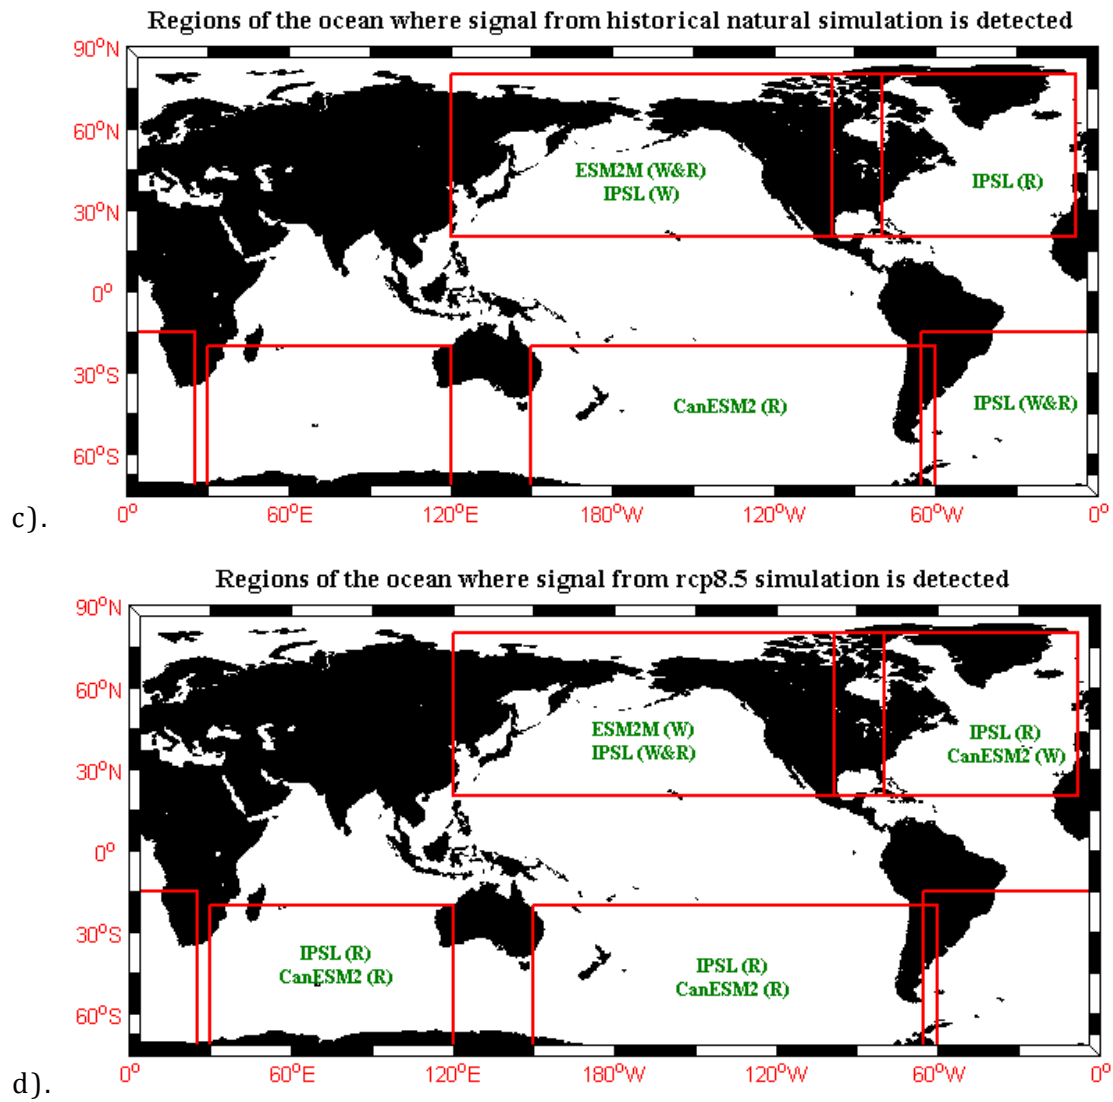 Regions of the ocean where signal from historical natural simulation is detected
90°N
60°N
30°N
0°
30°S
60°S
ESM2M (W&R)
IPSL (W)
IPSL (R)
CanESM2 (R)
IPSL (W&R)
c).
0° 60°E 120°E 180°W 120°W 60°W 0°
Regions of the ocean where signal from rcp8.5 simulation is detected
90°N
60°N
30°N
0°
30°S
60°S
ESM2M (W)
IPSL (W&R)
IPSL (R)
CanESM2 (W)
IPSL (R)
CanESM2 (R)
IPSL (R)
CanESM2 (R)
d).
0° 60°E 120°E 180°W 120°W 60°W 0°